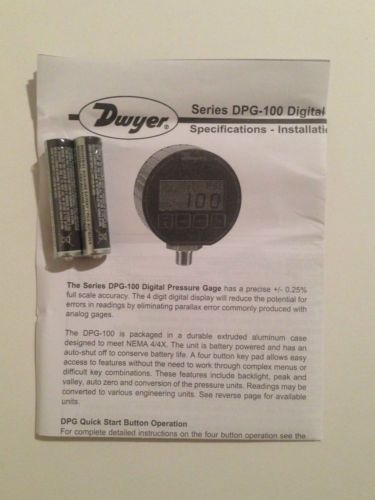 Dwyer
Series DPG-100 Digital
Specifications - Installati
PSI
100
The Series DPG-100 Digital Pressure Gage has a precise +/- 0.25%
full scale accuracy. The 4 digit digital display will reduce the potential for
errors in readings by eliminating parallax error commonly produced with
analog gages.
The DPG-100 is packaged in a durable extruded aluminum case
designed to meet NEMA 4/4X. The unit is battery powered and has an
auto-shut off to conserve battery life. A four button key pad allows easy
access to features without the need to work through complex menus or
difficult key combinations. These features include backlight, peak and
valley, auto zero and conversion of the pressure units. Readings may be
converted to various engineering units. See reverse page for available
units.
DPG Quick Start Button Operation
For complete detailed instructions on the four button operation see the